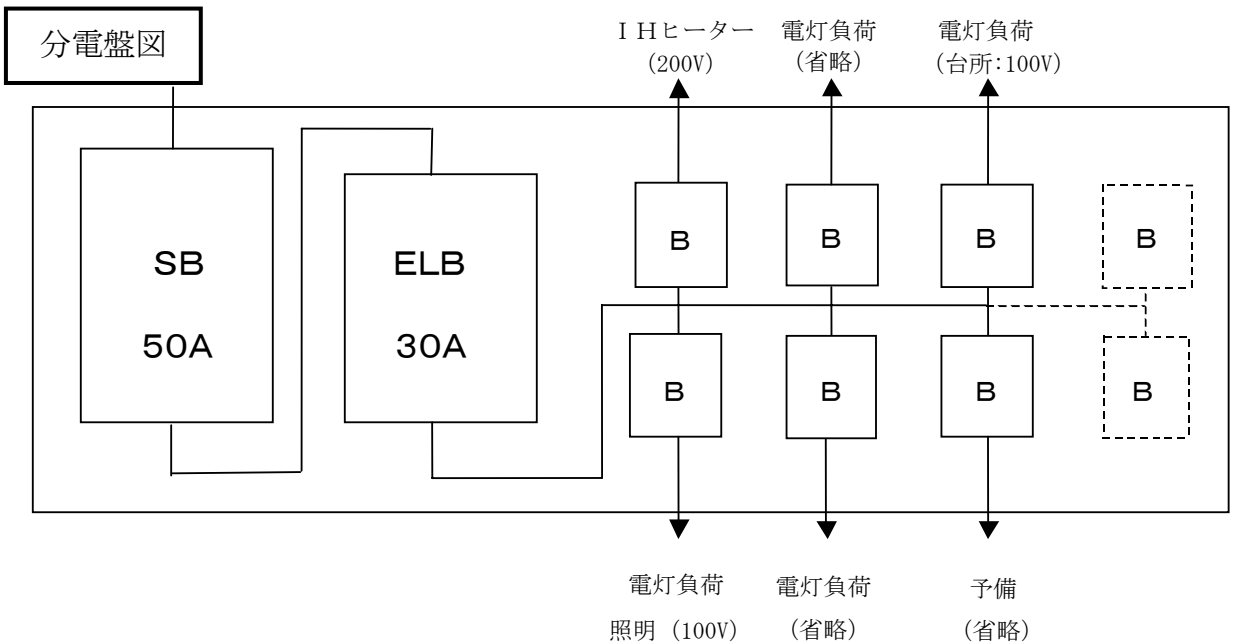 分電盤図
ＩＨヒーター
(200V)
電灯負荷
(省略)
電灯負荷
(台所:100V)
SB
50A
ELB
30A
B
B
B
B
B
B
B
B
電灯負荷
照明 (100V)
電灯負荷
(省略)
予備
(省略)